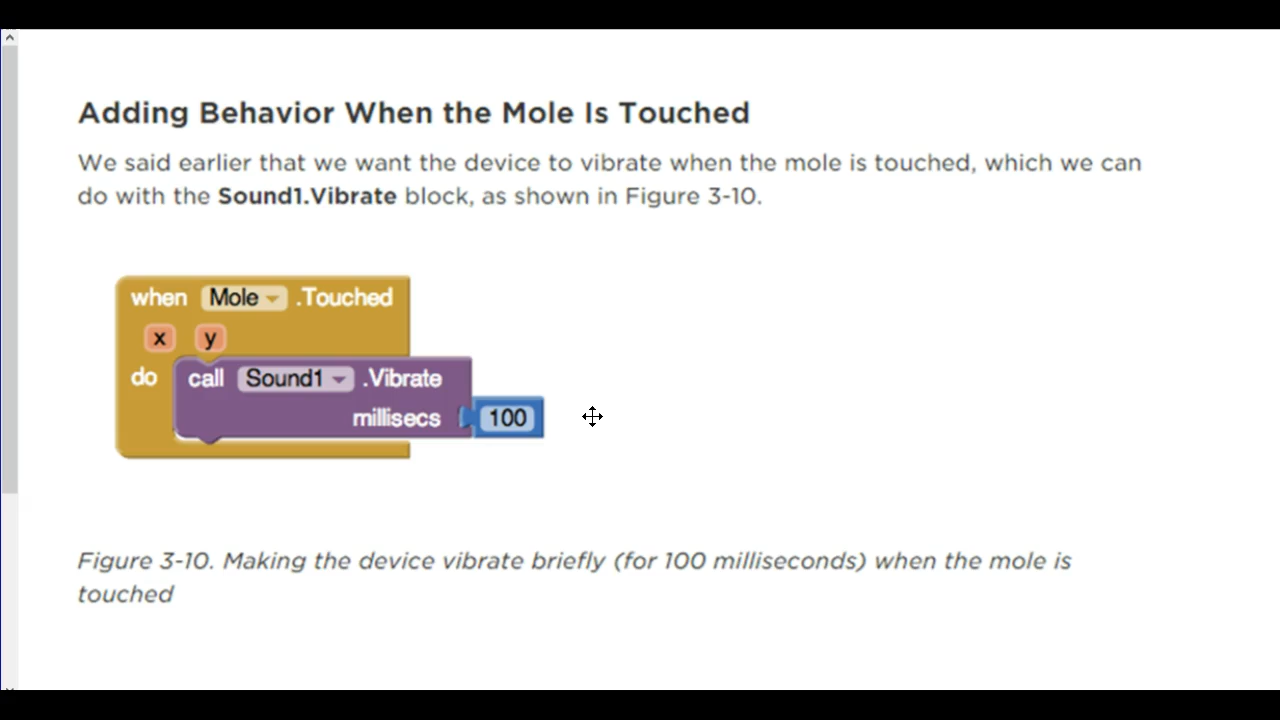 Adding Behavior When the Mole Is Touched
We said earlier that we want the device to vibrate when the mole is touched, which we can
do with the Sound1.Vibrate block, as shown in Figure 3-10.
when Mole .Touched
x y
do call Sound1 .Vibrate
millisecs 100
Figure 3-10. Making the device vibrate briefly (for 100 milliseconds) when the mole is
touched